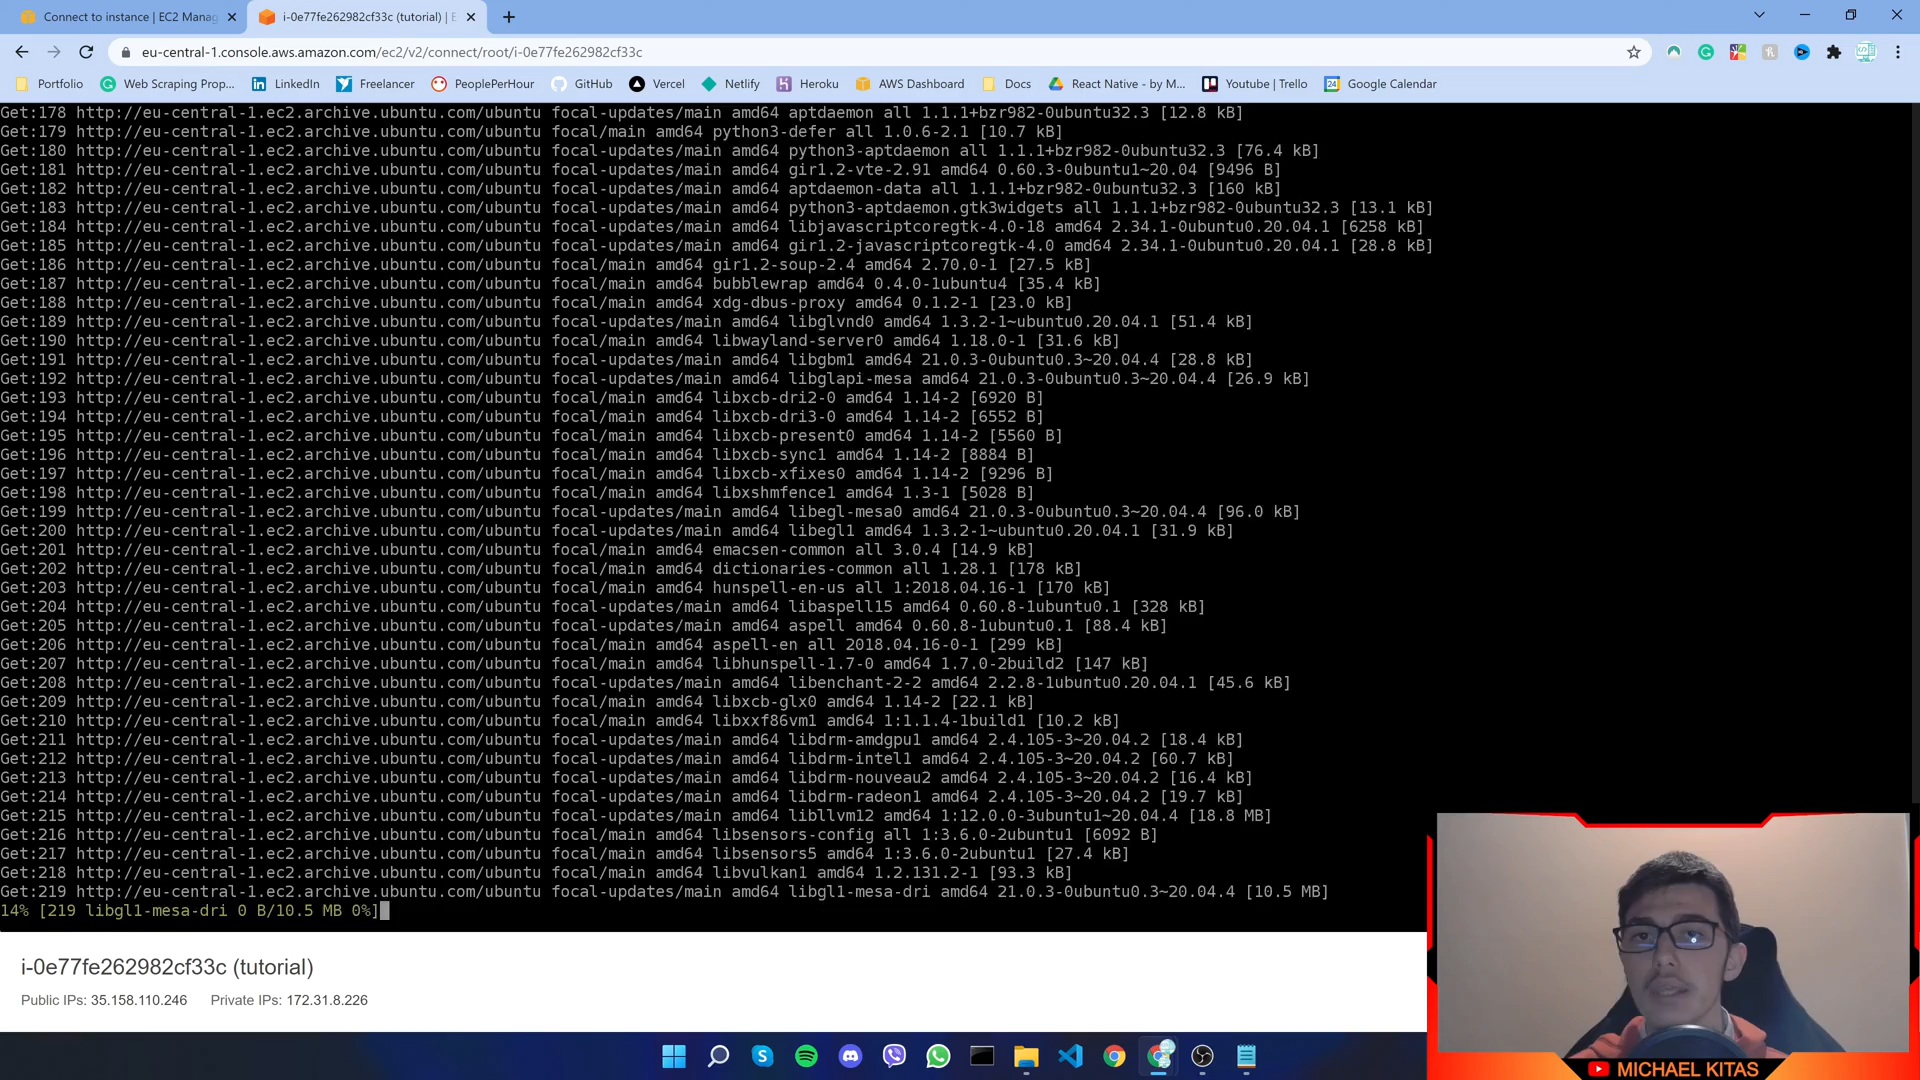 Connect to instance | EC2 Manag
i-0e77fe262982cf33c (tutorial) | E
eu-central-1.console.aws.amazon.com/ec2/v2/connect/root/i-0e77fe262982cf33c
Portfolio
Web Scraping Prop...
LinkedIn
Freelancer
PeoplePerHour
GitHub
Vercel
Netlify
Heroku
AWS Dashboard
Docs
React Native - by M...
Youtube | Trello
Google Calendar
Get:178 http://eu-central-1.ec2.archive.ubuntu.com/ubuntu focal-updates/main amd64 aptdaemon all 1.1.1+bzr982-0ubuntu32.3 [12.8 kB]
Get:179 http://eu-central-1.ec2.archive.ubuntu.com/ubuntu focal/main amd64 python3-defer all 1.0.6-2.1 [10.7 kB]
Get:180 http://eu-central-1.ec2.archive.ubuntu.com/ubuntu focal-updates/main amd64 python3-aptdaemon all 1.1.1+bzr982-0ubuntu32.3 [76.4 kB]
Get:181 http://eu-central-1.ec2.archive.ubuntu.com/ubuntu focal-updates/main amd64 gir1.2-vte-2.91 amd64 0.60.3-0ubuntu1~20.04 [9496 B]
Get:182 http://eu-central-1.ec2.archive.ubuntu.com/ubuntu focal-updates/main amd64 aptdaemon-data all 1.1.1+bzr982-0ubuntu32.3 [160 kB]
Get:183 http://eu-central-1.ec2.archive.ubuntu.com/ubuntu focal-updates/main amd64 python3-aptdaemon.gtk3widgets all 1.1.1+bzr982-0ubuntu32.3 [13.1 kB]
Get:184 http://eu-central-1.ec2.archive.ubuntu.com/ubuntu focal-updates/main amd64 libjavascriptcoregtk-4.0-18 amd64 2.34.1-0ubuntu0.20.04.1 [6258 kB]
Get:185 http://eu-central-1.ec2.archive.ubuntu.com/ubuntu focal-updates/main amd64 gir1.2-javascriptcoregtk-4.0 amd64 2.34.1-0ubuntu0.20.04.1 [28.8 kB]
Get:186 http://eu-central-1.ec2.archive.ubuntu.com/ubuntu focal/main amd64 gir1.2-soup-2.4 amd64 2.70.0-1 [27.5 kB]
Get:187 http://eu-central-1.ec2.archive.ubuntu.com/ubuntu focal/main amd64 bubblewrap amd64 0.4.0-1ubuntu4 [35.4 kB]
Get:188 http://eu-central-1.ec2.archive.ubuntu.com/ubuntu focal/main amd64 xdg-dbus-proxy amd64 0.1.2-1 [23.0 kB]
Get:189 http://eu-central-1.ec2.archive.ubuntu.com/ubuntu focal-updates/main amd64 libglvnd0 amd64 1.3.2-1~ubuntu0.20.04.1 [51.4 kB]
Get:190 http://eu-central-1.ec2.archive.ubuntu.com/ubuntu focal/main amd64 libwayland-server0 amd64 1.18.0-1 [31.6 kB]
Get:191 http://eu-central-1.ec2.archive.ubuntu.com/ubuntu focal-updates/main amd64 libgbm1 amd64 21.0.3-0ubuntu0.3~20.04.4 [28.8 kB]
Get:192 http://eu-central-1.ec2.archive.ubuntu.com/ubuntu focal-updates/main amd64 libglapi-mesa amd64 21.0.3-0ubuntu0.3~20.04.4 [26.9 kB]
Get:193 http://eu-central-1.ec2.archive.ubuntu.com/ubuntu focal/main amd64 libxcb-dri2-0 amd64 1.14-2 [6920 B]
Get:194 http://eu-central-1.ec2.archive.ubuntu.com/ubuntu focal/main amd64 libxcb-dri3-0 amd64 1.14-2 [6552 B]
Get:195 http://eu-central-1.ec2.archive.ubuntu.com/ubuntu focal/main amd64 libxcb-present0 amd64 1.14-2 [5560 B]
Get:196 http://eu-central-1.ec2.archive.ubuntu.com/ubuntu focal/main amd64 libxcb-sync1 amd64 1.14-2 [8884 B]
Get:197 http://eu-central-1.ec2.archive.ubuntu.com/ubuntu focal/main amd64 libxcb-xfixes0 amd64 1.14-2 [9296 B]
Get:198 http://eu-central-1.ec2.archive.ubuntu.com/ubuntu focal/main amd64 libxshmfence1 amd64 1.3-1 [5028 B]
Get:199 http://eu-central-1.ec2.archive.ubuntu.com/ubuntu focal-updates/main amd64 libegl-mesa0 amd64 21.0.3-0ubuntu0.3~20.04.4 [96.0 kB]
Get:200 http://eu-central-1.ec2.archive.ubuntu.com/ubuntu focal-updates/main amd64 libegl1 amd64 1.3.2-1~ubuntu0.20.04.1 [31.9 kB]
Get:201 http://eu-central-1.ec2.archive.ubuntu.com/ubuntu focal/main amd64 emacsen-common all 3.0.4 [14.9 kB]
Get:202 http://eu-central-1.ec2.archive.ubuntu.com/ubuntu focal/main amd64 dictionaries-common all 1.28.1 [178 kB]
Get:203 http://eu-central-1.ec2.archive.ubuntu.com/ubuntu focal/main amd64 hunspell-en-us all 1:2018.04.16-1 [170 kB]
Get:204 http://eu-central-1.ec2.archive.ubuntu.com/ubuntu focal-updates/main amd64 libaspell15 amd64 0.60.8-1ubuntu0.1 [328 kB]
Get:205 http://eu-central-1.ec2.archive.ubuntu.com/ubuntu focal-updates/main amd64 aspell amd64 0.60.8-1ubuntu0.1 [88.4 kB]
Get:206 http://eu-central-1.ec2.archive.ubuntu.com/ubuntu focal/main amd64 aspell-en all 2018.04.16-0-1 [299 kB]
Get:207 http://eu-central-1.ec2.archive.ubuntu.com/ubuntu focal/main amd64 libhunspell-1.7-0 amd64 1.7.0-2build2 [147 kB]
Get:208 http://eu-central-1.ec2.archive.ubuntu.com/ubuntu focal-updates/main amd64 libenchant-2-2 amd64 2.2.8-1ubuntu0.20.04.1 [45.6 kB]
Get:209 http://eu-central-1.ec2.archive.ubuntu.com/ubuntu focal/main amd64 libxcb-glx0 amd64 1.14-2 [22.1 kB]
Get:210 http://eu-central-1.ec2.archive.ubuntu.com/ubuntu focal/main amd64 libxxf86vm1 amd64 1:1.1.4-1build1 [10.2 kB]
Get:211 http://eu-central-1.ec2.archive.ubuntu.com/ubuntu focal-updates/main amd64 libdrm-amdgpu1 amd64 2.4.105-3~20.04.2 [18.4 kB]
Get:212 http://eu-central-1.ec2.archive.ubuntu.com/ubuntu focal-updates/main amd64 libdrm-intel1 amd64 2.4.105-3~20.04.2 [60.7 kB]
Get:213 http://eu-central-1.ec2.archive.ubuntu.com/ubuntu focal-updates/main amd64 libdrm-nouveau2 amd64 2.4.105-3~20.04.2 [16.4 kB]
Get:214 http://eu-central-1.ec2.archive.ubuntu.com/ubuntu focal-updates/main amd64 libdrm-radeon1 amd64 2.4.105-3~20.04.2 [19.7 kB]
Get:215 http://eu-central-1.ec2.archive.ubuntu.com/ubuntu focal-updates/main amd64 libllvm12 amd64 1:12.0.0-3ubuntu1~20.04.4 [18.8 MB]
Get:216 http://eu-central-1.ec2.archive.ubuntu.com/ubuntu focal/main amd64 libsensors-config all 1:3.6.0-2ubuntu1 [6092 B]
Get:217 http://eu-central-1.ec2.archive.ubuntu.com/ubuntu focal/main amd64 libsensors5 amd64 1:3.6.0-2ubuntu1 [27.4 kB]
Get:218 http://eu-central-1.ec2.archive.ubuntu.com/ubuntu focal/main amd64 libvulkan1 amd64 1.2.131.2-1 [93.3 kB]
Get:219 http://eu-central-1.ec2.archive.ubuntu.com/ubuntu focal-updates/main amd64 libgl1-mesa-dri amd64 21.0.3-0ubuntu0.3~20.04.4 [10.5 MB]
14% [219 libgl1-mesa-dri 0 B/10.5 MB 0%]
i-0e77fe262982cf33c (tutorial)
Public IPs: 35.158.110.246 Private IPs: 172.31.8.226
MICHAEL KITAS